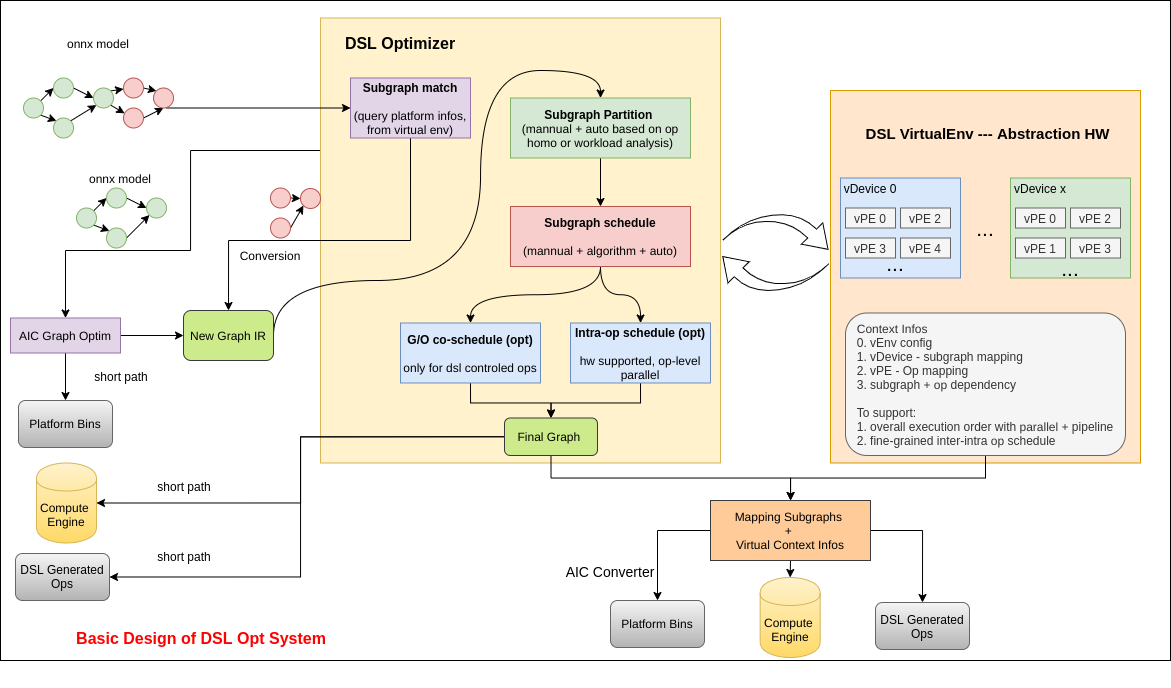 onnx model
DSL Optimizer
Subgraph match
(query platform infos,
from virtual env)
Subgraph Partition
(mannual + auto based on op
homo or workload analysis)
DSL VirtualEnv --- Abstraction HW
onnx model
vDevice 0
vPE 0
vPE 2
vPE 3
vPE 4
...
...
vDevice x
vPE 0
vPE 2
vPE 1
vPE 3
...
Subgraph schedule
(mannual + algorithm + auto)
Conversion
AIC Graph Optim
New Graph IR
G/O co-schedule (opt)
only for dsl controled ops
Intra-op schedule (opt)
hw supported, op-level
parallel
Context Infos
0. vEnv config
1. vDevice - subgraph mapping
2. vPE - Op mapping
3. subgraph + op dependency
To support:
1. overall execution order with parallel + pipeline
2. fine-grained inter-intra op schedule
short path
Platform Bins
Final Graph
short path
Compute
Engine
short path
DSL Generated
Ops
Mapping Subgraphs
+
Virtual Context Infos
AIC Converter
Platform Bins
Compute
Engine
DSL Generated
Ops
Basic Design of DSL Opt System